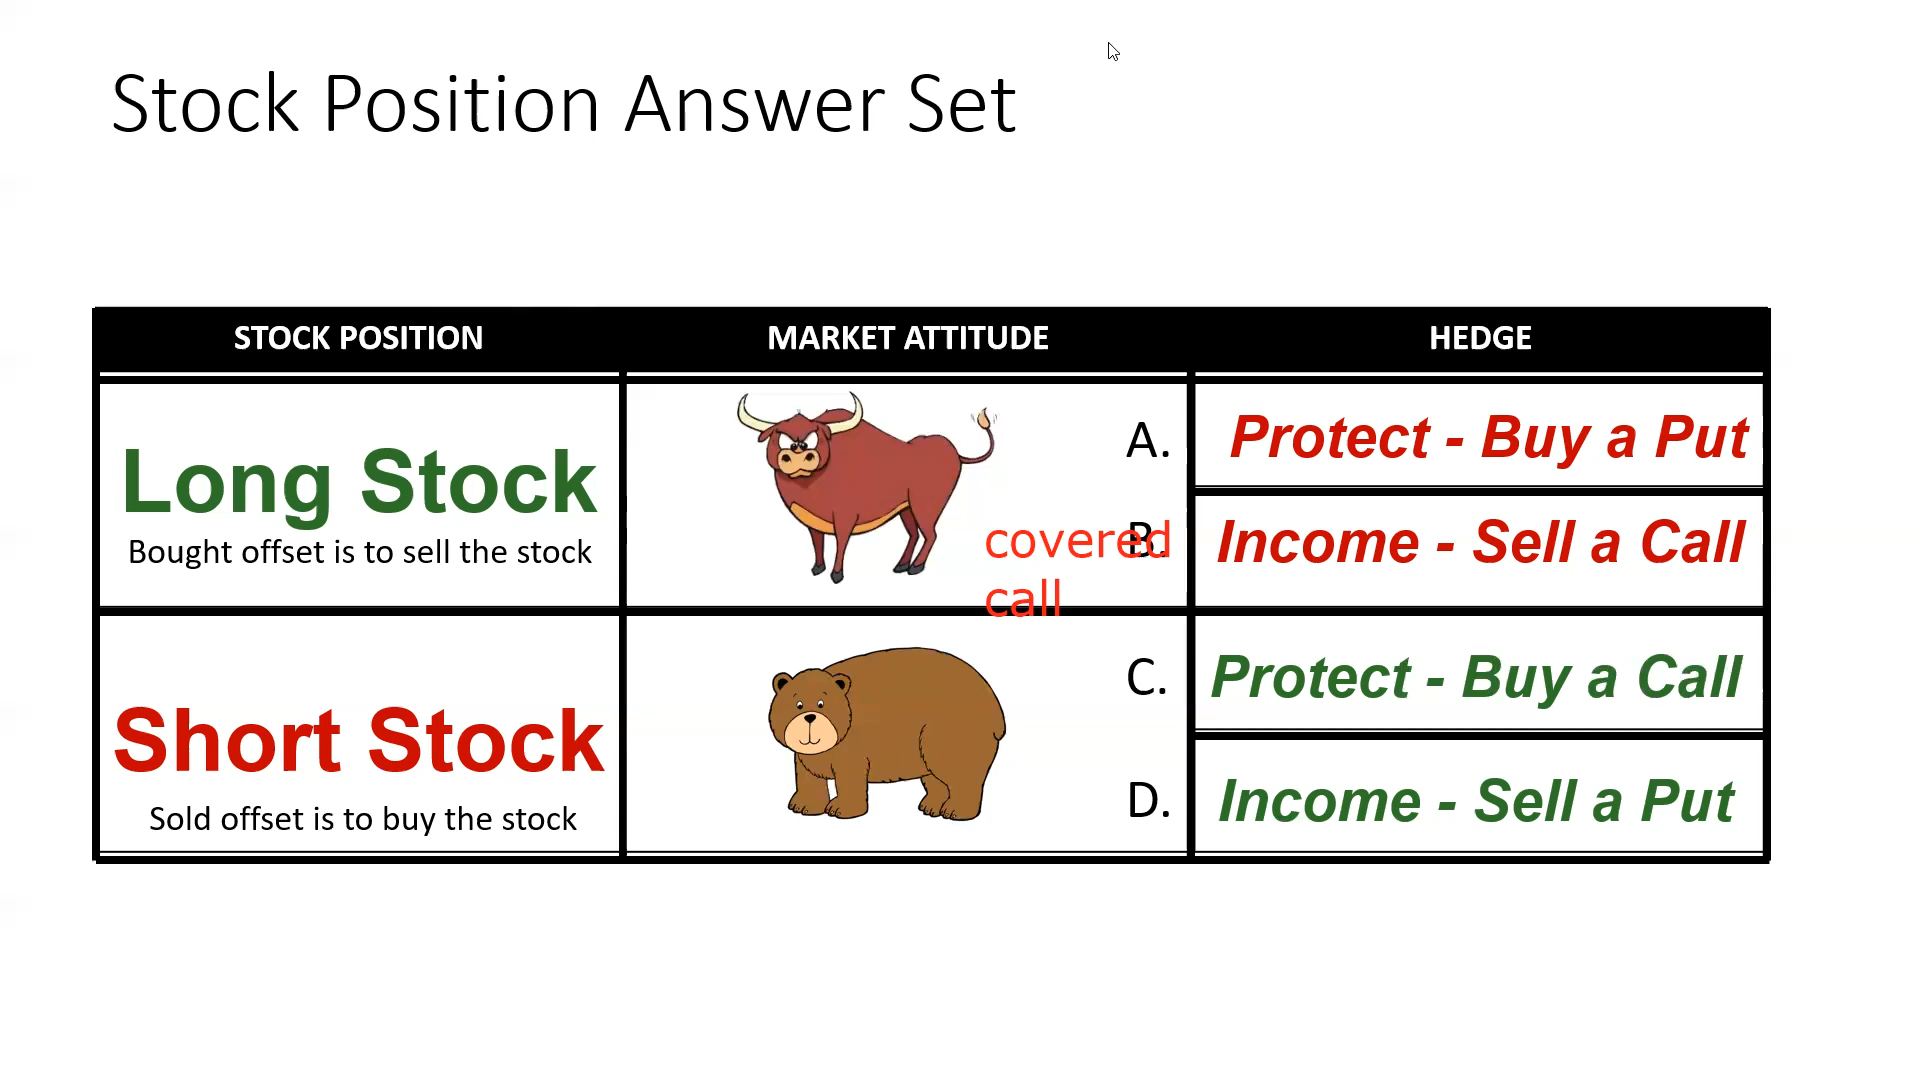 Stock Position Answer Set
STOCK POSITION
MARKET ATTITUDE
HEDGE
Long Stock
Bought offset is to sell the stock
A.
Protect - Buy a Put
covered
call
B.
Income - Sell a Call
Short Stock
Sold offset is to buy the stock
C.
Protect - Buy a Call
D.
Income - Sell a Put